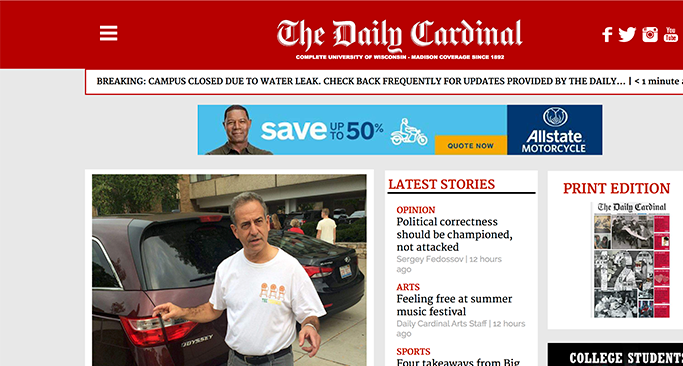 The Daily Cardinal
COMPLETE UNIVERSITY OF WISCONSIN - MADISON COVERAGE SINCE 1892
You
Tube
BREAKING: CAMPUS CLOSED DUE TO WATER LEAK. CHECK BACK FREQUENTLY FOR UPDATES PROVIDED BY THE DAILY... | < 1 minute a
save UP TO 50%
QUOTE NOW
Allstate
MOTORCYCLE
ODYSSEY
LATEST STORIES
OPINION
Political correctness
should be championed,
not attacked
Sergey Fedossov | 12 hours
ago
ARTS
Feeling free at summer
music festival
Daily Cardinal Arts Staff | 12 hours
ago
SPORTS
Four takeaways from Big
PRINT EDITION
The Daily Cardinal
COLLEGE STUDENTS